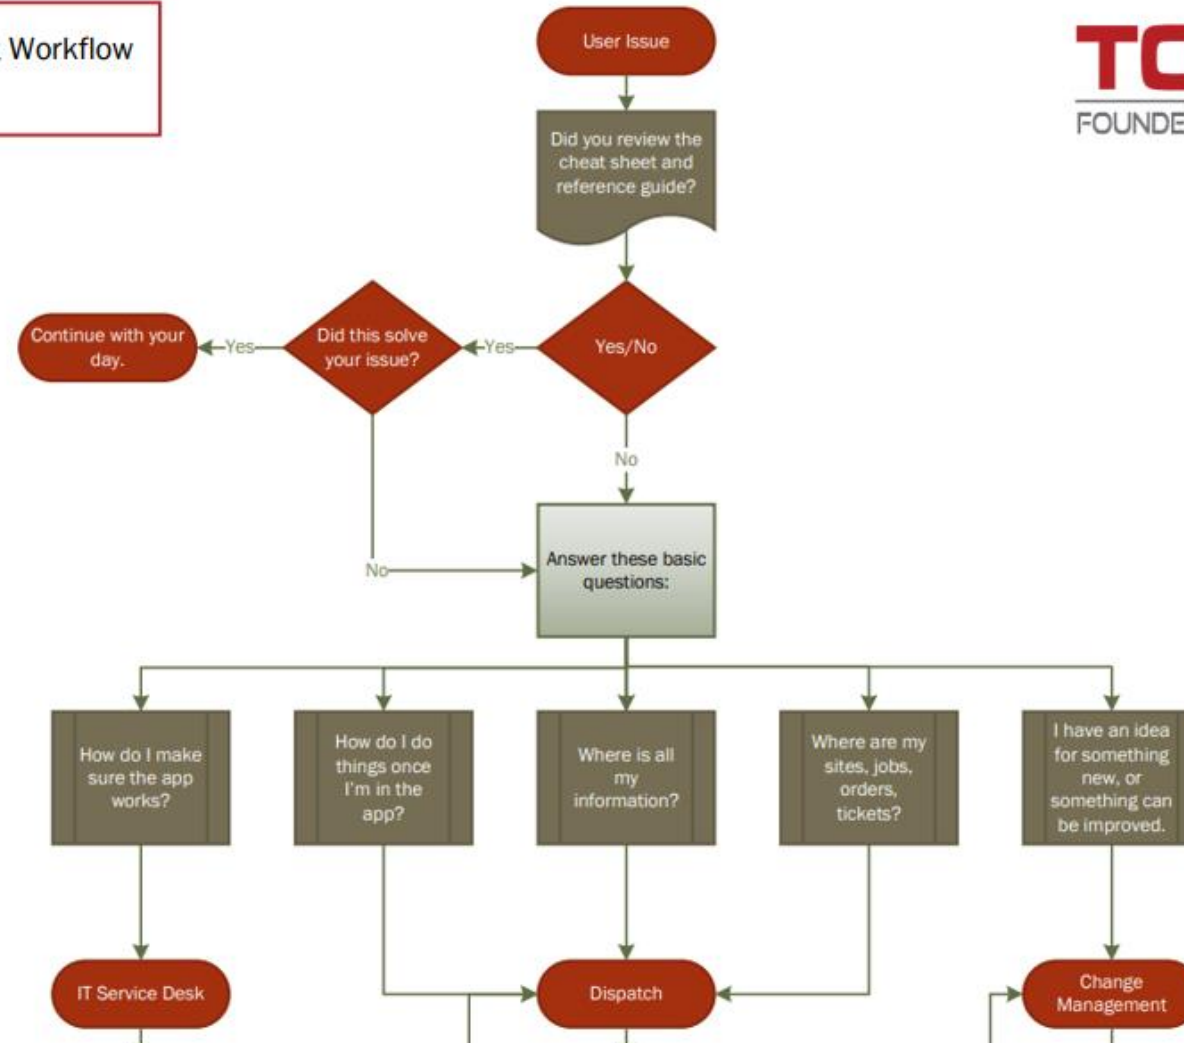 Workflow
User Issue
TC
FOUNDE
Did you review the
cheat sheet and
reference guide?
Continue with your
day.
Yes
Did this solve
your issue?
Yes
Yes/No
No
No
Answer these basic
questions:
How do I make
sure the app
works?
How do I do
things once
I'm in the
app?
Where is all
my
information?
Where are my
sites, jobs,
orders,
tickets?
I have an idea
for something
new, or
something can
be improved.
IT Service Desk
Dispatch
Change
Management